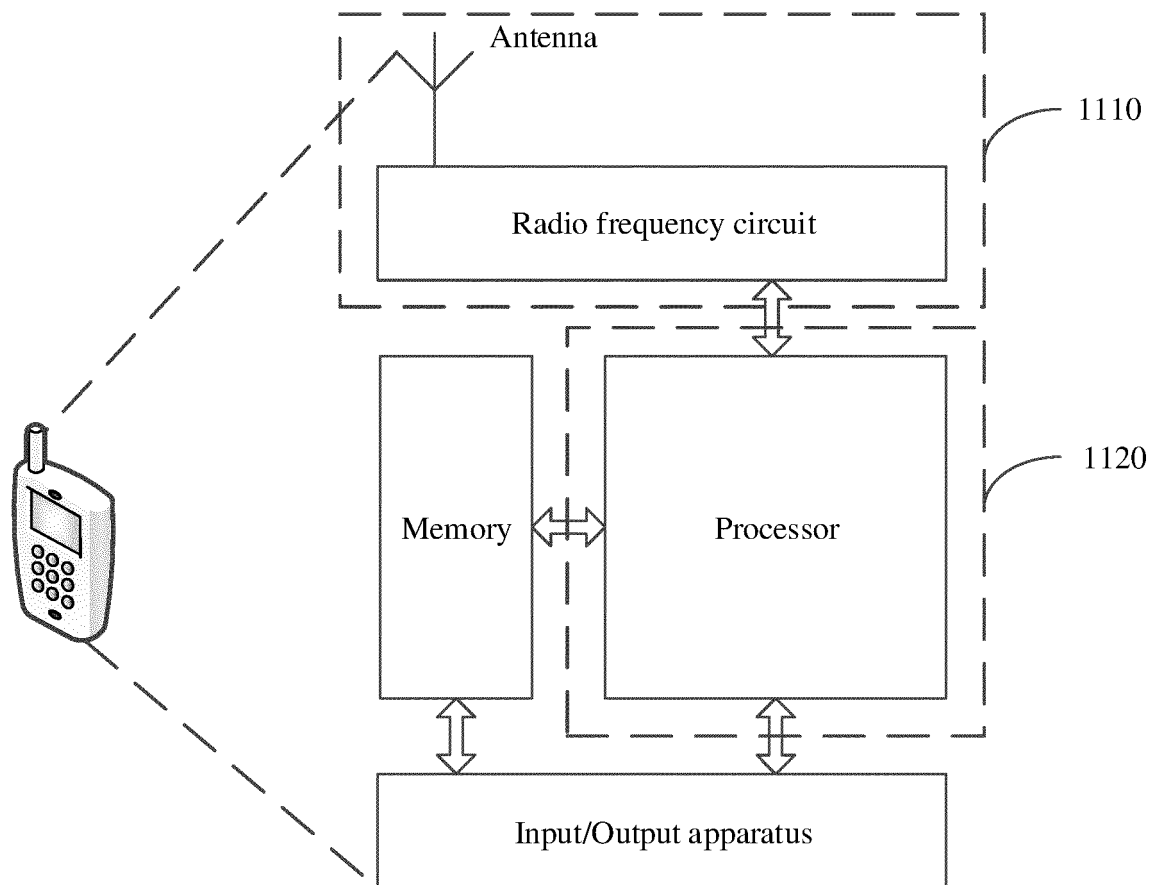 Antenna
1110
Radio frequency circuit
1120
Memory
Processor
Input/Output apparatus